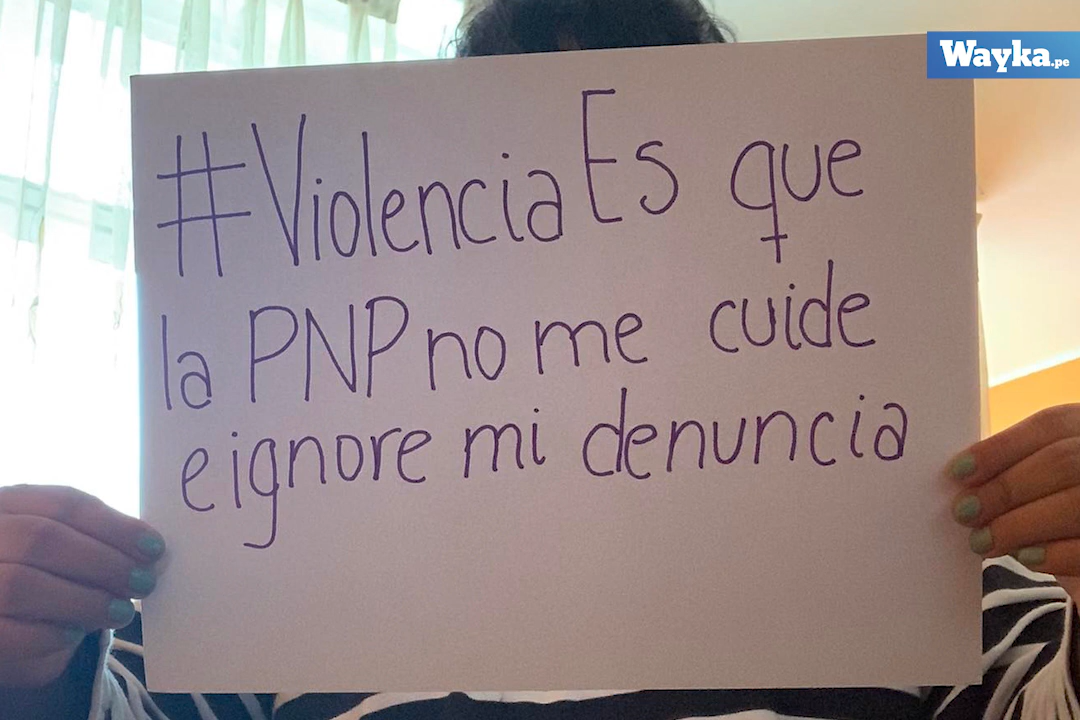 Wayka.pe
#ViolenciaEs que
la PNP no me cuide
e ignore mi denuncia